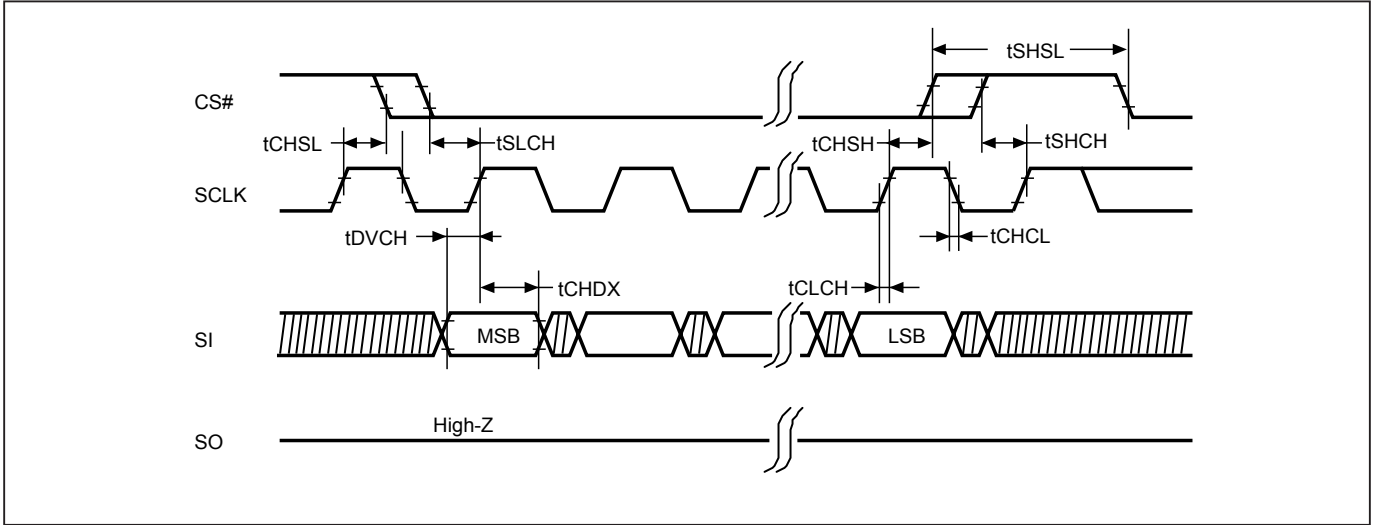 tSHSL
CS#
tCHSL
tSLCH
tCHSH
tSHCH
SCLK
tDVCH
tCHCL
tCHDX
tCLCH
SI
MSB
LSB
High-Z
SO